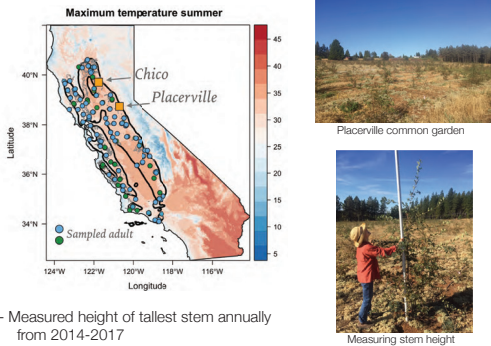 Maximum temperature summer
40°N
38°N
36°N
34°N
Latitude
124°W 122°W 120°W 118°W 116°W
Longitude
Chico
Placerville
Sampled adult
45
40
35
30
25
20
15
10
5
Placerville common garden
Measuring stem height
- Measured height of tallest stem annually
from 2014-2017